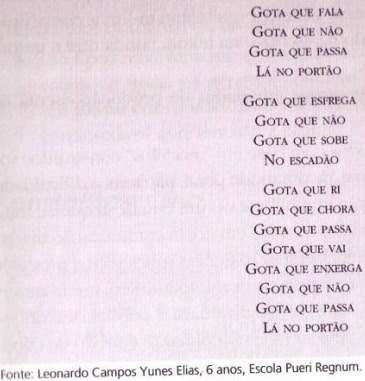 GOTA QUE FALA
GOTA QUE NÃO
GOTA QUE PASSA
LÁ NO PORTÃO
GOTA QUE ESFREGA
GOTA QUE NÃO
GOTA QUE SOBE
NO ESCADÃO
GOTA QUE RI
GOTA QUE CHORA
GOTA QUE PASSA
GOTA QUE VAI
GOTA QUE ENXERGA
GOTA QUE NÃO
GOTA QUE PASSA
LÁ NO PORTÃO
Fonte: Leonardo Campos Yunes Elias, 6 anos, Escola Pueri Regnum.